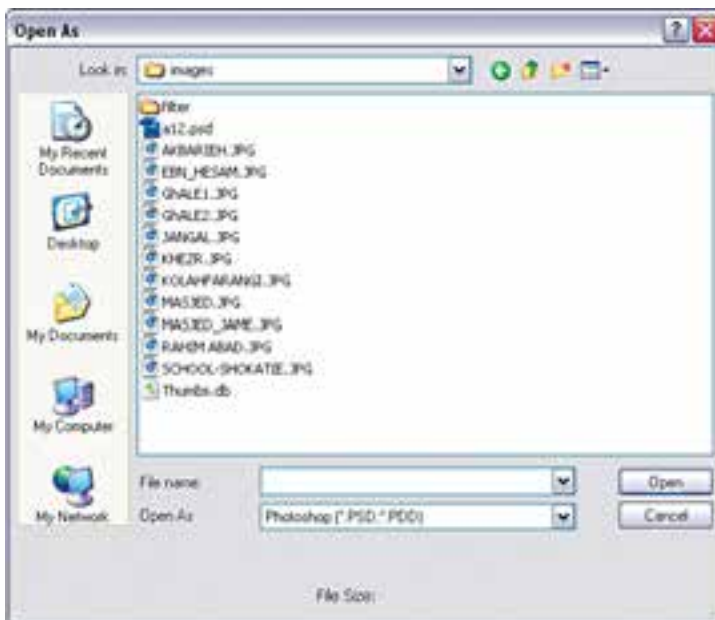 Open As
Look in: images
filter
a12.psd
AKBARIEH.JPG
EBN_HESAM.JPG
GhALE1.JPG
GhALE2.JPG
JANGAL.JPG
KHEZR.JPG
KOLAHFARANGI.JPG
MASJED.JPG
MASJED_JAME.JPG
RAHIM ABAD.JPG
SCHOOL-SHOKATIE.JPG
Thumbs.db
My Recent
Documents
Desktop
My Documents
My Computer
My Network
File name:
Open
Open As: Photoshop (*.PSD;*.PDD)
Cancel
File Size: